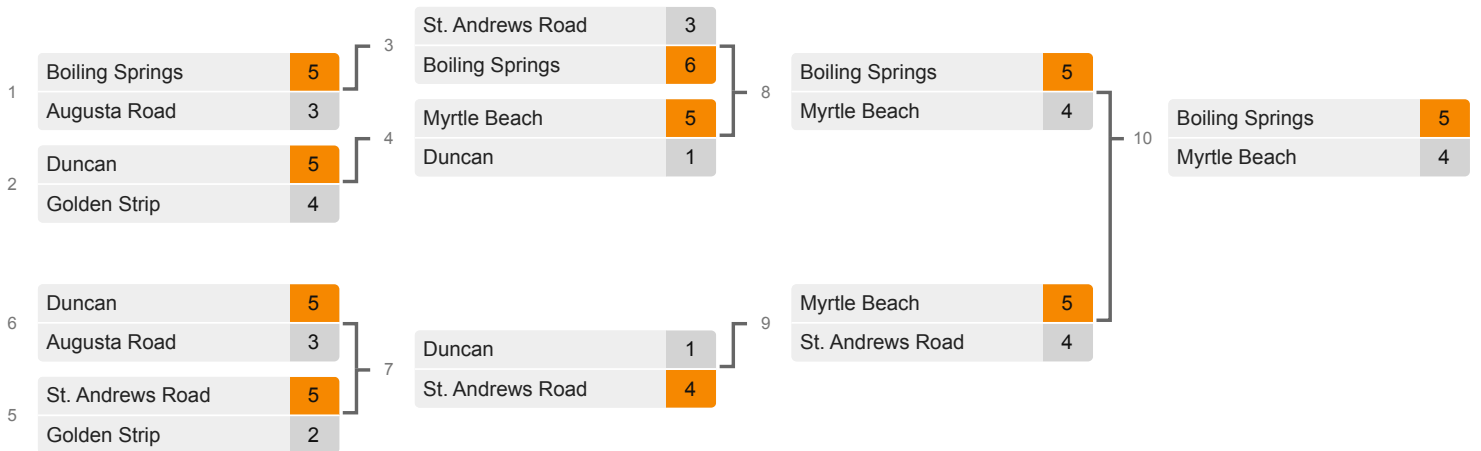 1
Boiling Springs 5
Augusta Road 3
2
Duncan 5
Golden Strip 4
3
St. Andrews Road 3
Boiling Springs 6
4
Myrtle Beach 5
Duncan 1
8
Boiling Springs 5
Myrtle Beach 4
10
Boiling Springs 5
Myrtle Beach 4
6
Duncan 5
Augusta Road 3
5
St. Andrews Road 5
Golden Strip 2
7
Duncan 1
St. Andrews Road 4
9
Myrtle Beach 5
St. Andrews Road 4